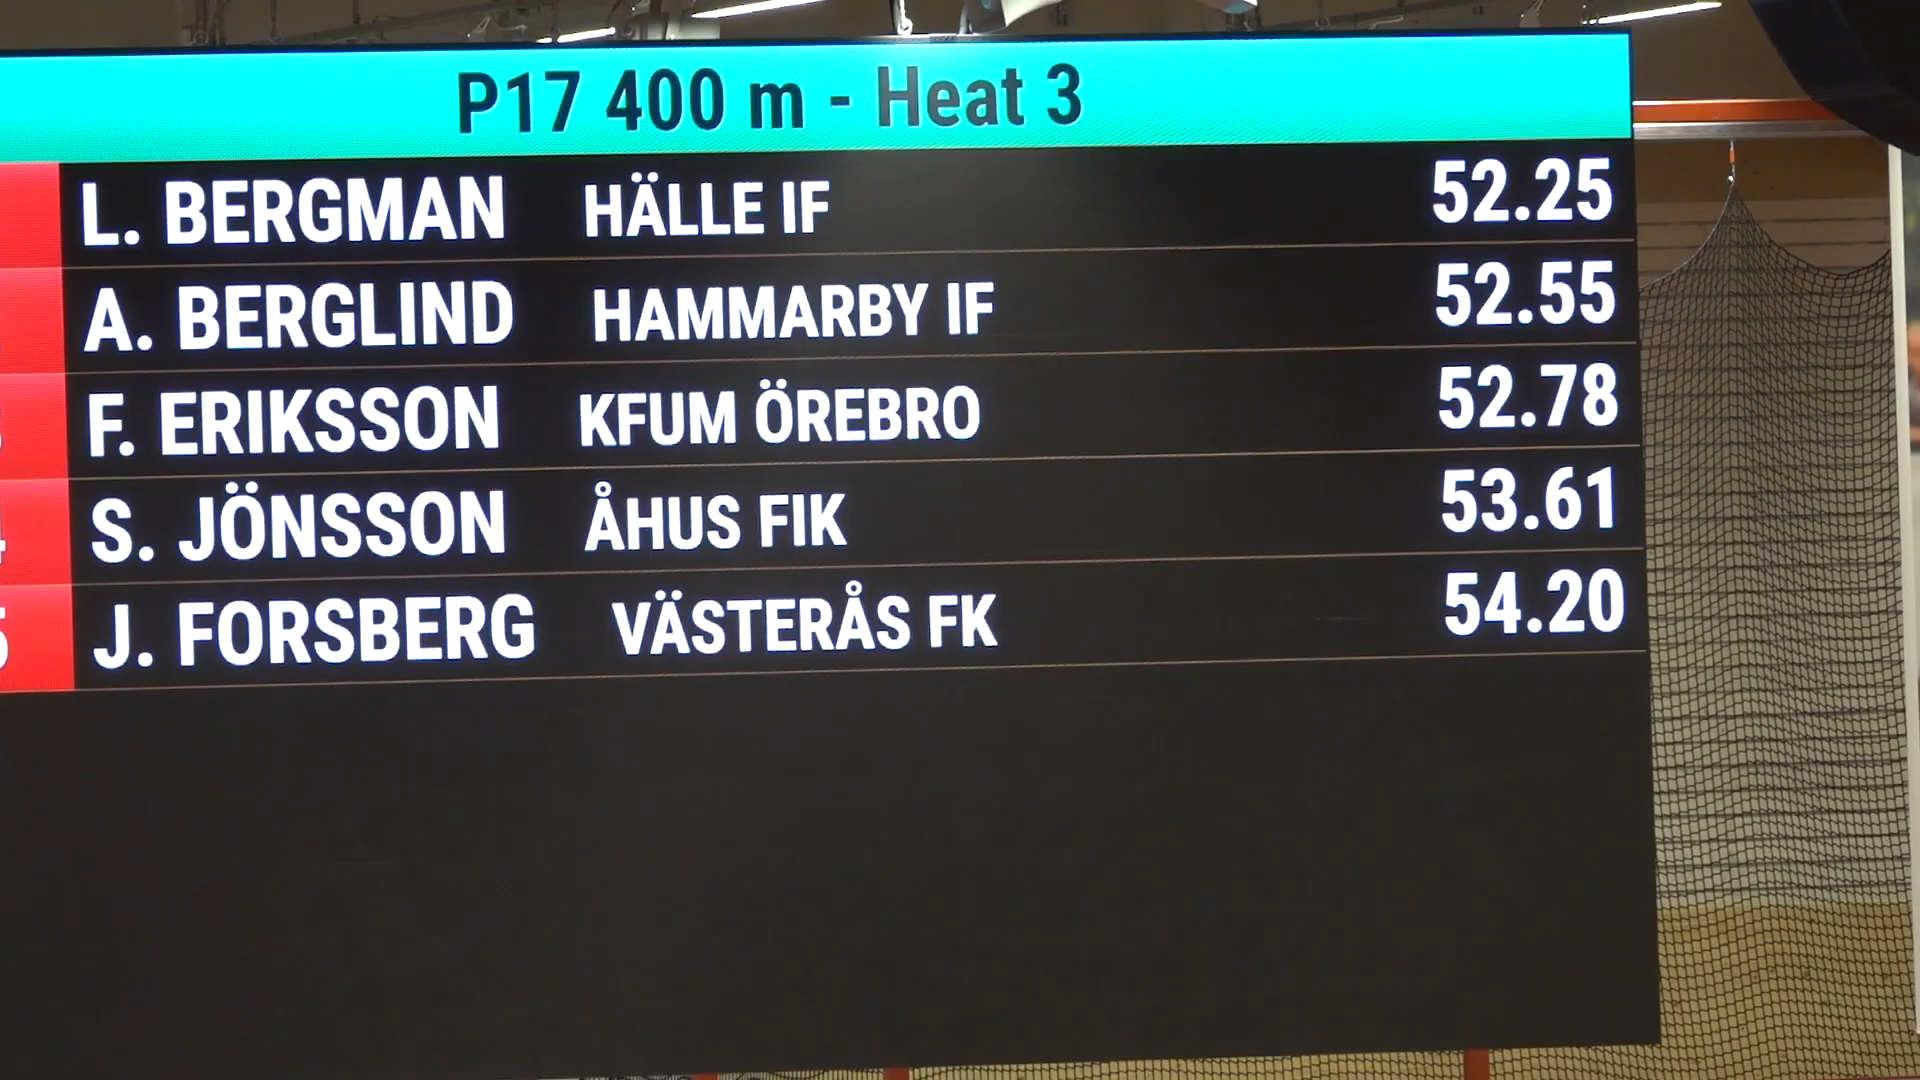 P17 400 m - Heat 3
L. BERGMAN HÄLLE IF 52.25
A. BERGLIND HAMMARBY IF 52.55
F. ERIKSSON KFUM ÖREBRO 52.78
S. JÖNSSON ÅHUS FIK 53.61
J. FORSBERG VÄSTERÅS FK 54.20